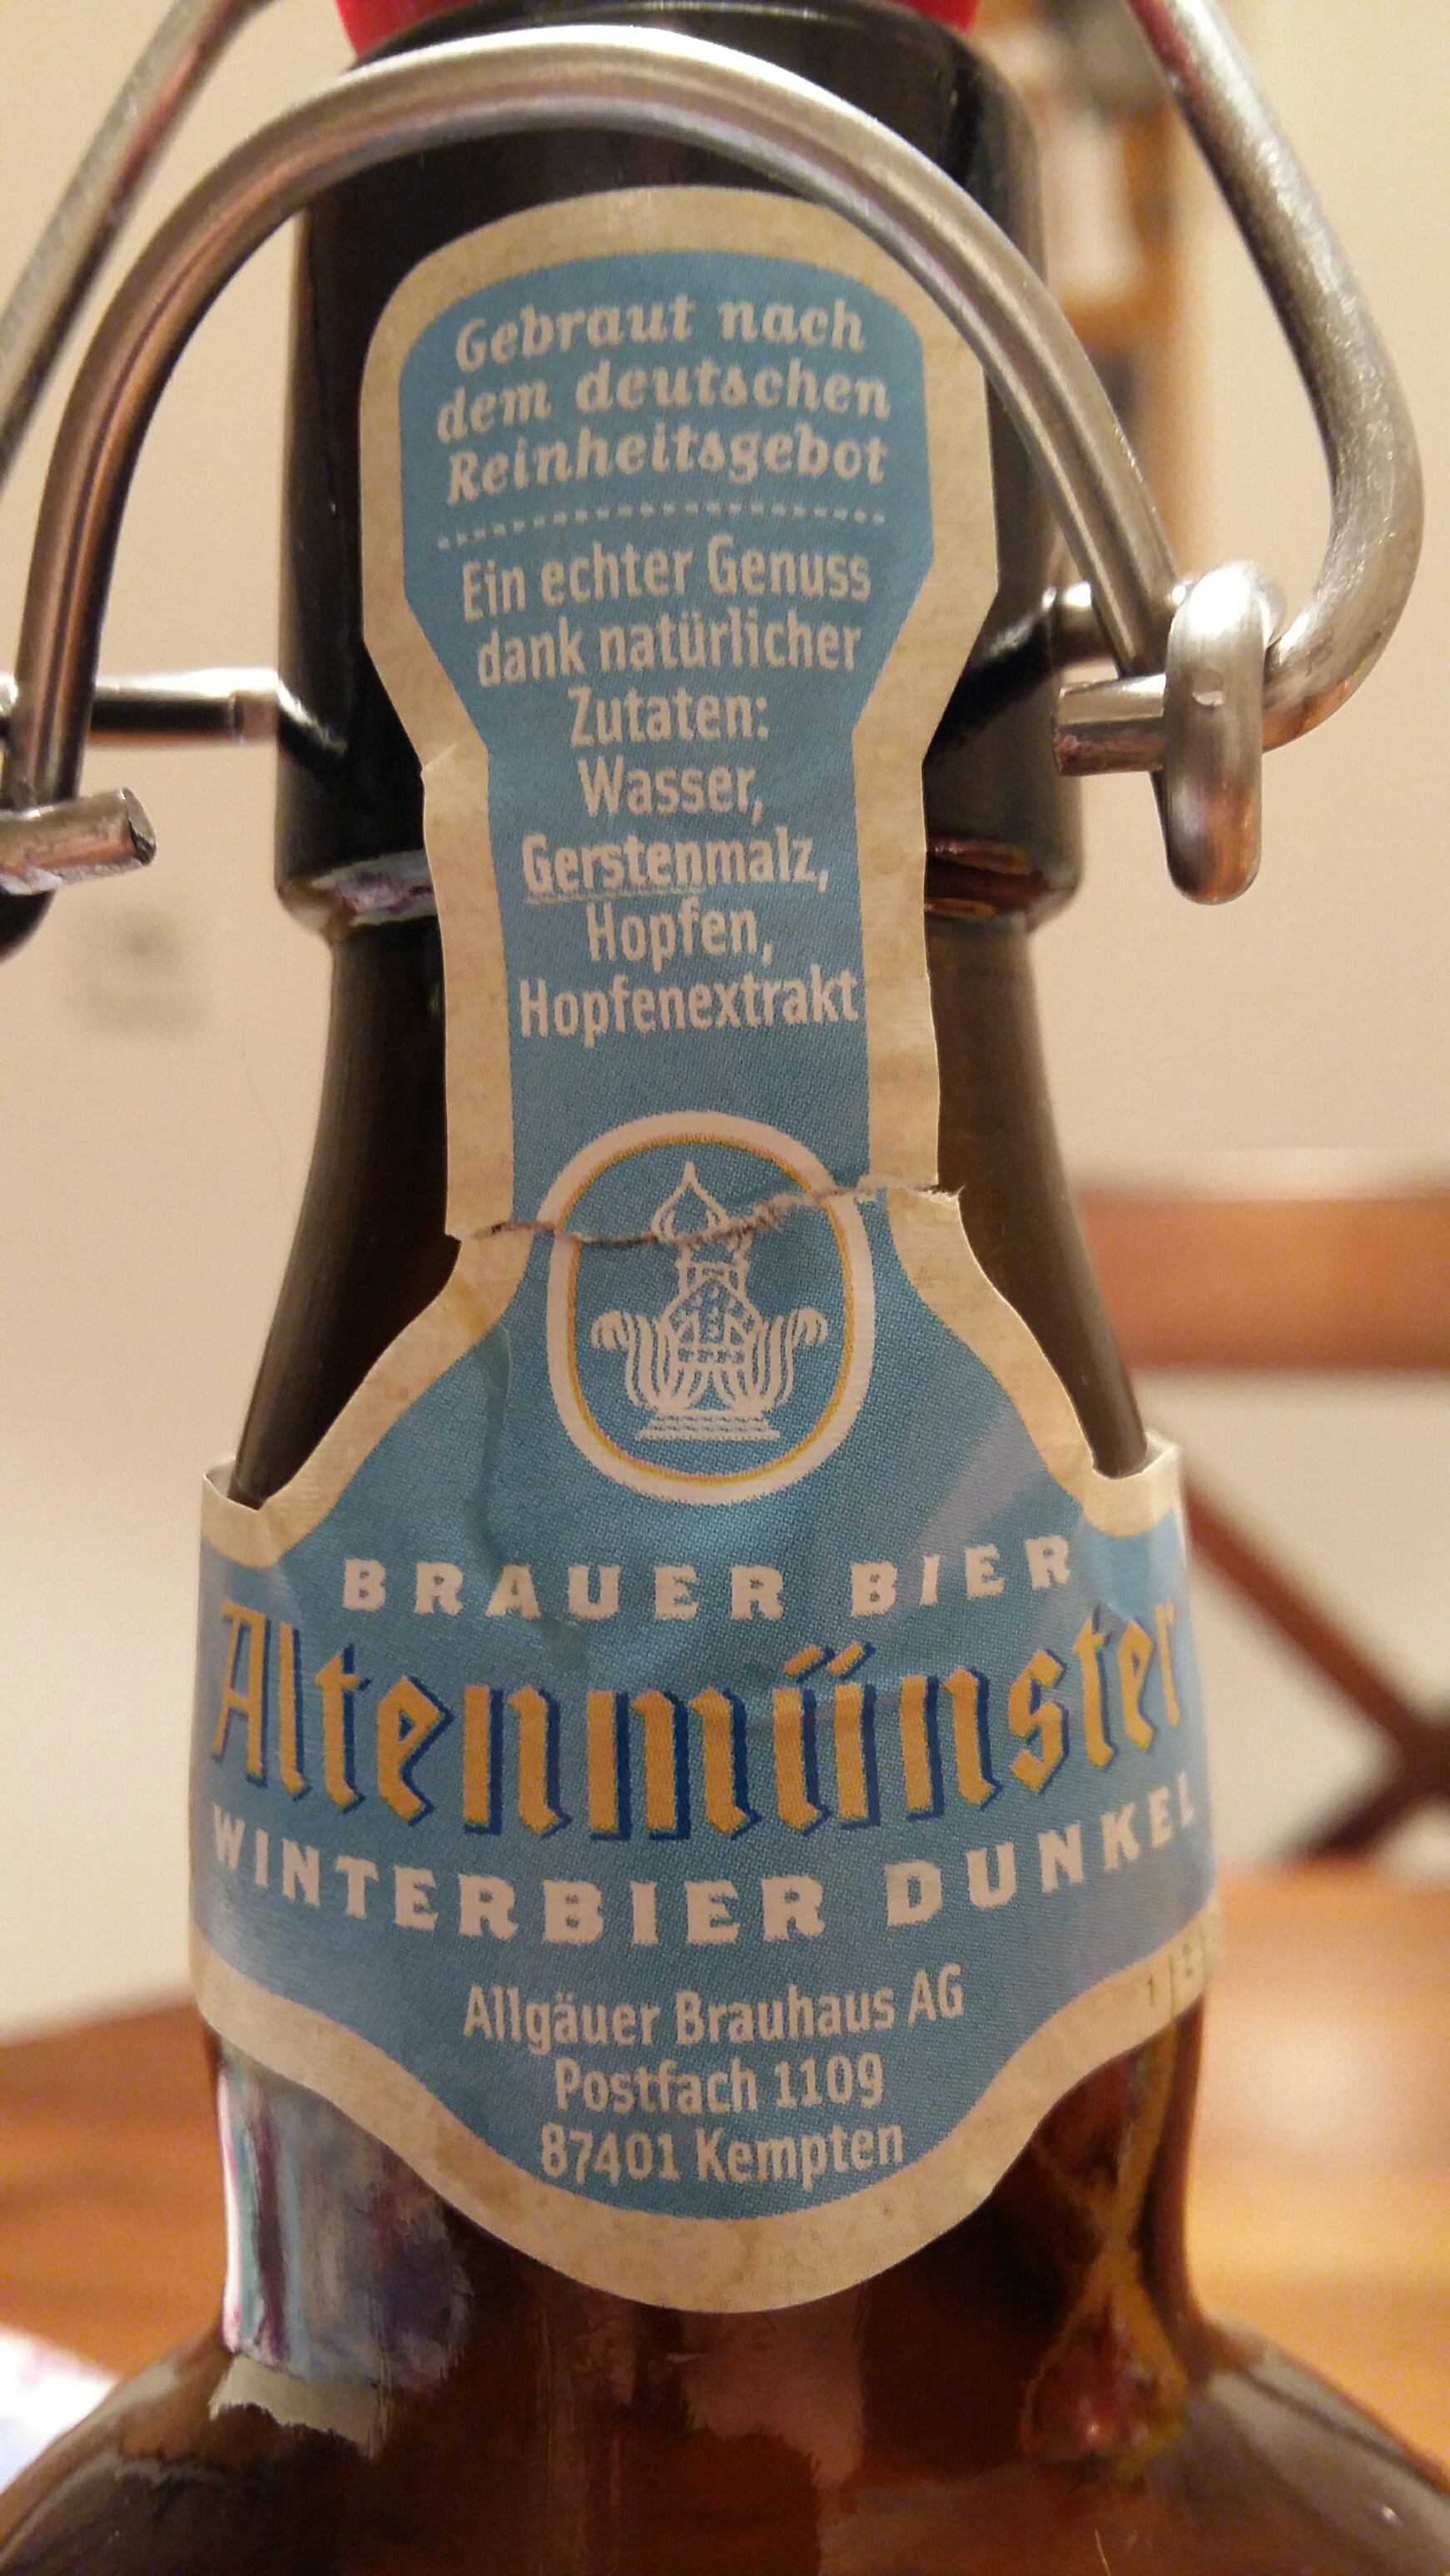 Gebraut nach
dem deutschen
Reinheitsgebot
Ein echter Genuss
dank natürlicher
Zutaten:
Wasser,
Gerstenmalz,
Hopfen,
Hopfenextrakt
BRAUER BIER
Altenmünster
WINTERBIER DUNKEL
Allgäuer Brauhaus AG
Postfach 1109
87401 Kempten